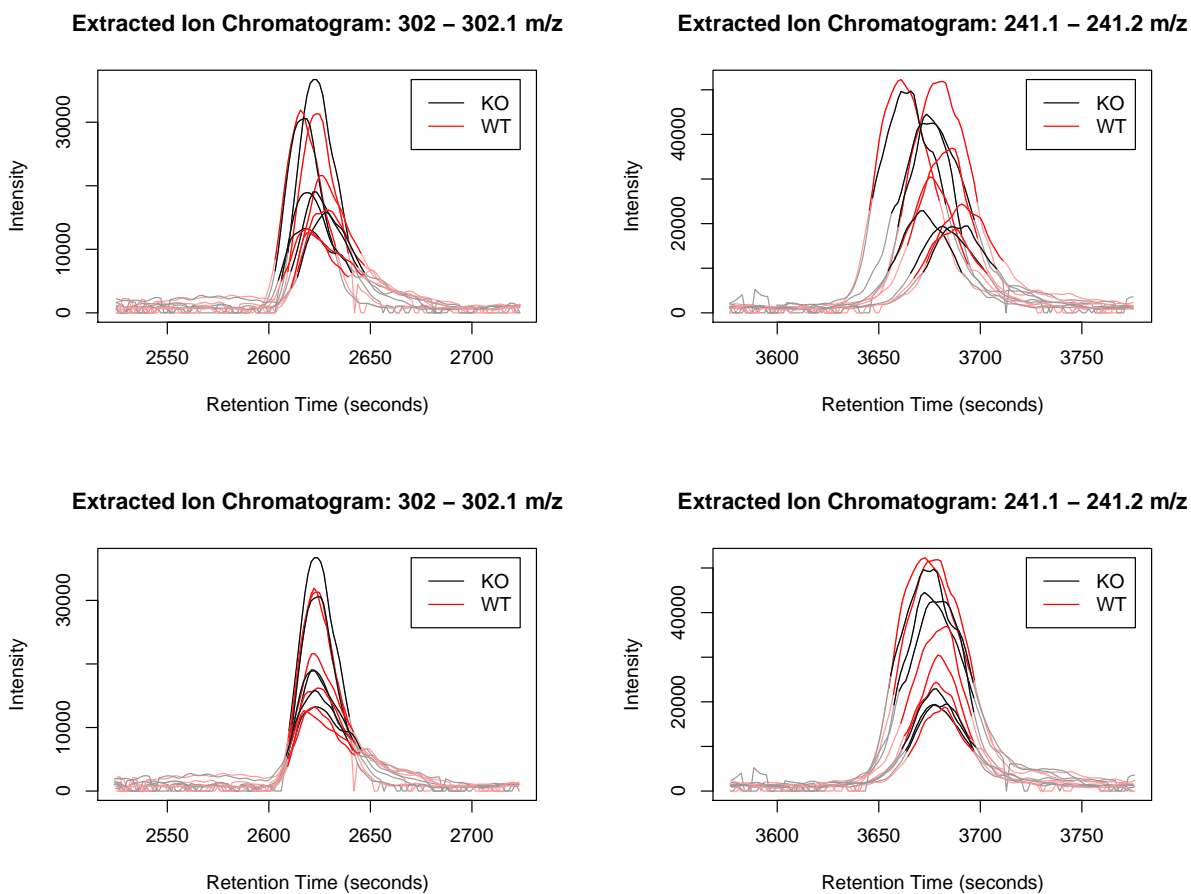 Extracted Ion Chromatogram: 302 − 302.1 m/z
Intensity
30000
10000
0
KO
WT
2550 2600 2650 2700
Retention Time (seconds)
Extracted Ion Chromatogram: 241.1 − 241.2 m/z
Intensity
40000
20000
0
KO
WT
3600 3650 3700 3750
Retention Time (seconds)
Extracted Ion Chromatogram: 302 − 302.1 m/z
Intensity
30000
10000
0
KO
WT
2550 2600 2650 2700
Retention Time (seconds)
Extracted Ion Chromatogram: 241.1 − 241.2 m/z
Intensity
40000
20000
0
KO
WT
3600 3650 3700 3750
Retention Time (seconds)